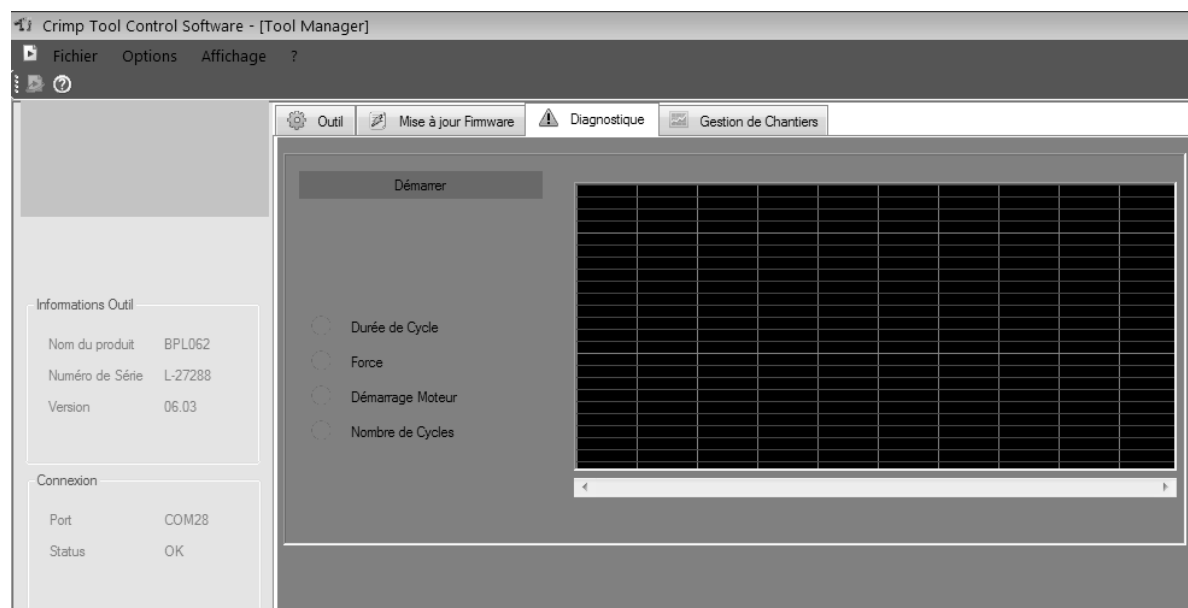 Crimp Tool Control Software - [Tool Manager]
Fichier Options Affichage ?
Outil Mise à jour Firmware Diagnostique Gestion de Chantiers
Démarrer
Informations Outil
Nom du produit BPL062
Numéro de Série L-27288
Version 06.03
Durée de Cycle
Force
Démarrage Moteur
Nombre de Cycles
Connexion
Port COM28
Status OK